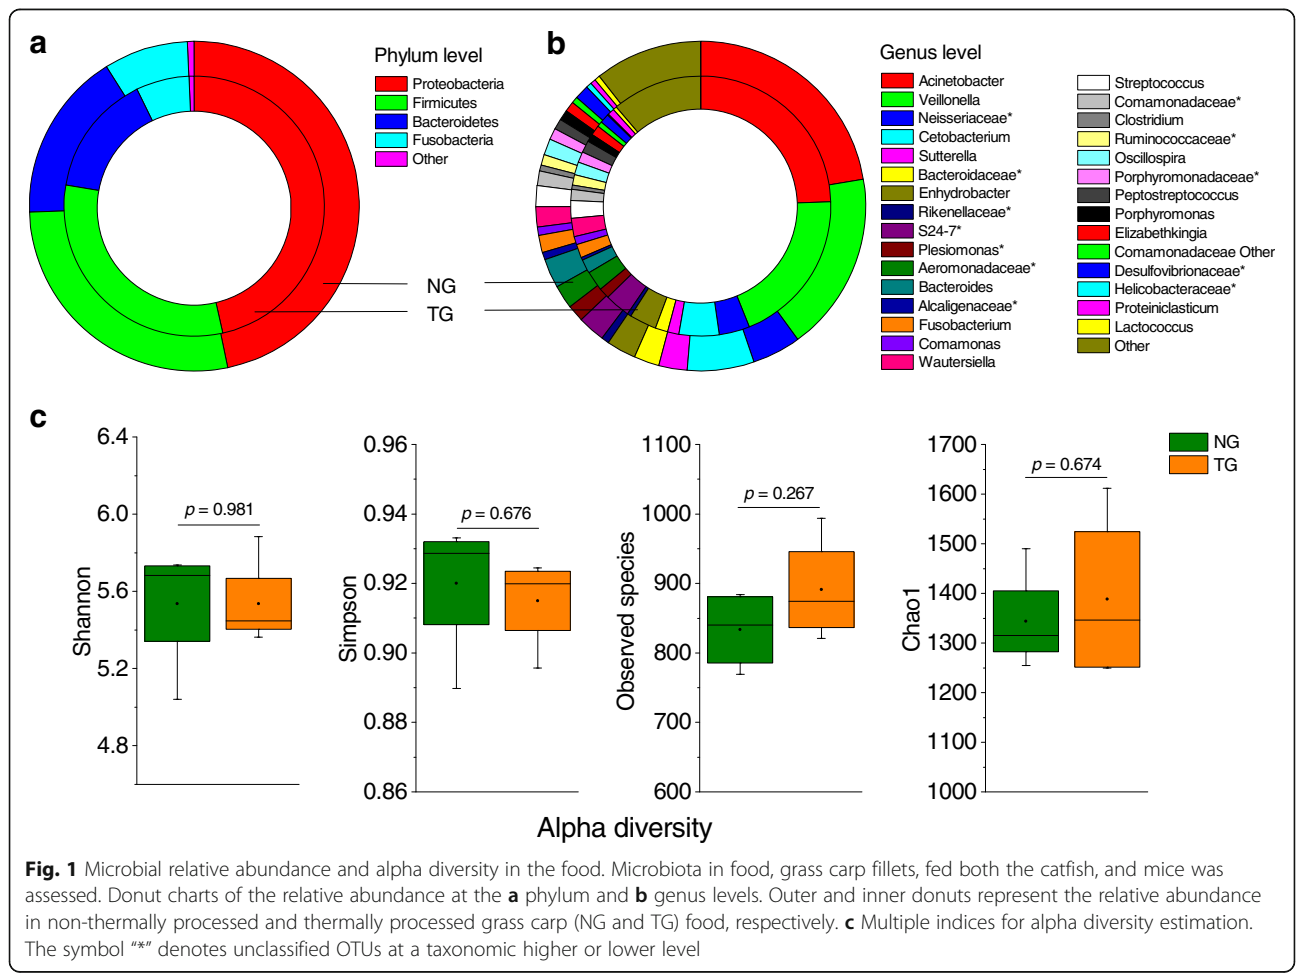 a
Phylum level
Proteobacteria
Firmicutes
Bacteroidetes
Fusobacteria
Other
NG
TG
b
Genus level
Acinetobacter
Veillonella
Neisseriaceae*
Cetobacterium
Sutterella
Bacteroidaceae*
Enhydrobacter
Rikenellaceae*
S24-7*
Plesiomonas*
Aeromonadaceae*
Bacteroides
Alcaligenaceae*
Fusobacterium
Comamonas
Wautersiella
Streptococcus
Comamonadaceae*
Clostridium
Ruminococcaceae*
Oscillospira
Porphyromonadaceae*
Peptostreptococcus
Porphyromonas
Elizabethkingia
Comamonadaceae Other
Desulfovibrionaceae*
Helicobacteraceae*
Proteiniclasticum
Lactococcus
Other
c
Shannon
6.4
6.0
5.6
5.2
4.8
p = 0.981
Simpson
0.96
0.94
0.92
0.90
0.88
0.86
p = 0.676
Observed species
1100
1000
900
800
700
600
p = 0.267
Chao1
1700
1600
1500
1400
1300
1200
1100
1000
p = 0.674
NG
TG
Alpha diversity
Fig. 1 Microbial relative abundance and alpha diversity in the food. Microbiota in food, grass carp fillets, fed both the catfish, and mice was
assessed. Donut charts of the relative abundance at the a phylum and b genus levels. Outer and inner donuts represent the relative abundance
in non-thermally processed and thermally processed grass carp (NG and TG) food, respectively. c Multiple indices for alpha diversity estimation.
The symbol “*” denotes unclassified OTUs at a taxonomic higher or lower level